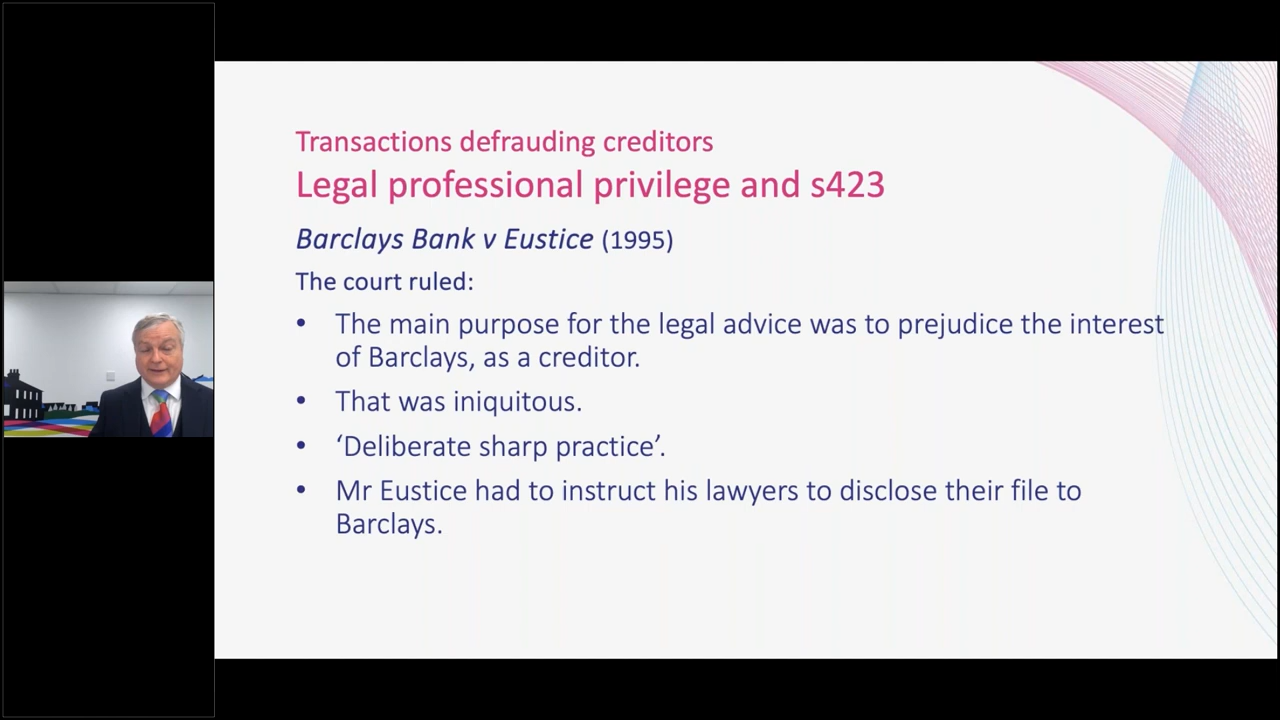 Transactions defrauding creditors
Legal professional privilege and s423
Barclays Bank v Eustice (1995)
The court ruled:
• The main purpose for the legal advice was to prejudice the interest
of Barclays, as a creditor.
• That was iniquitous.
• ‘Deliberate sharp practice’.
• Mr Eustice had to instruct his lawyers to disclose their file to
Barclays.